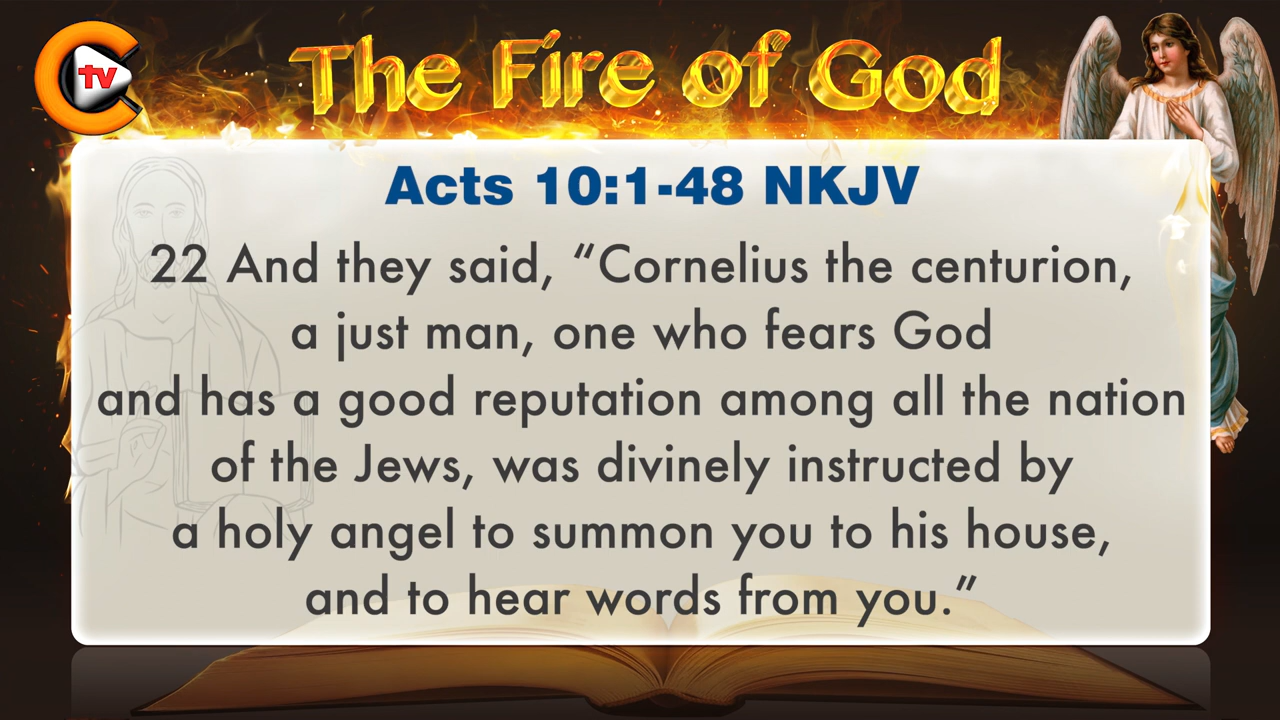 tv
The Fire of God
Acts 10:1-48 NKJV
22 And they said, “Cornelius the centurion,
a just man, one who fears God
and has a good reputation among all the nation
of the Jews, was divinely instructed by
a holy angel to summon you to his house,
and to hear words from you.”